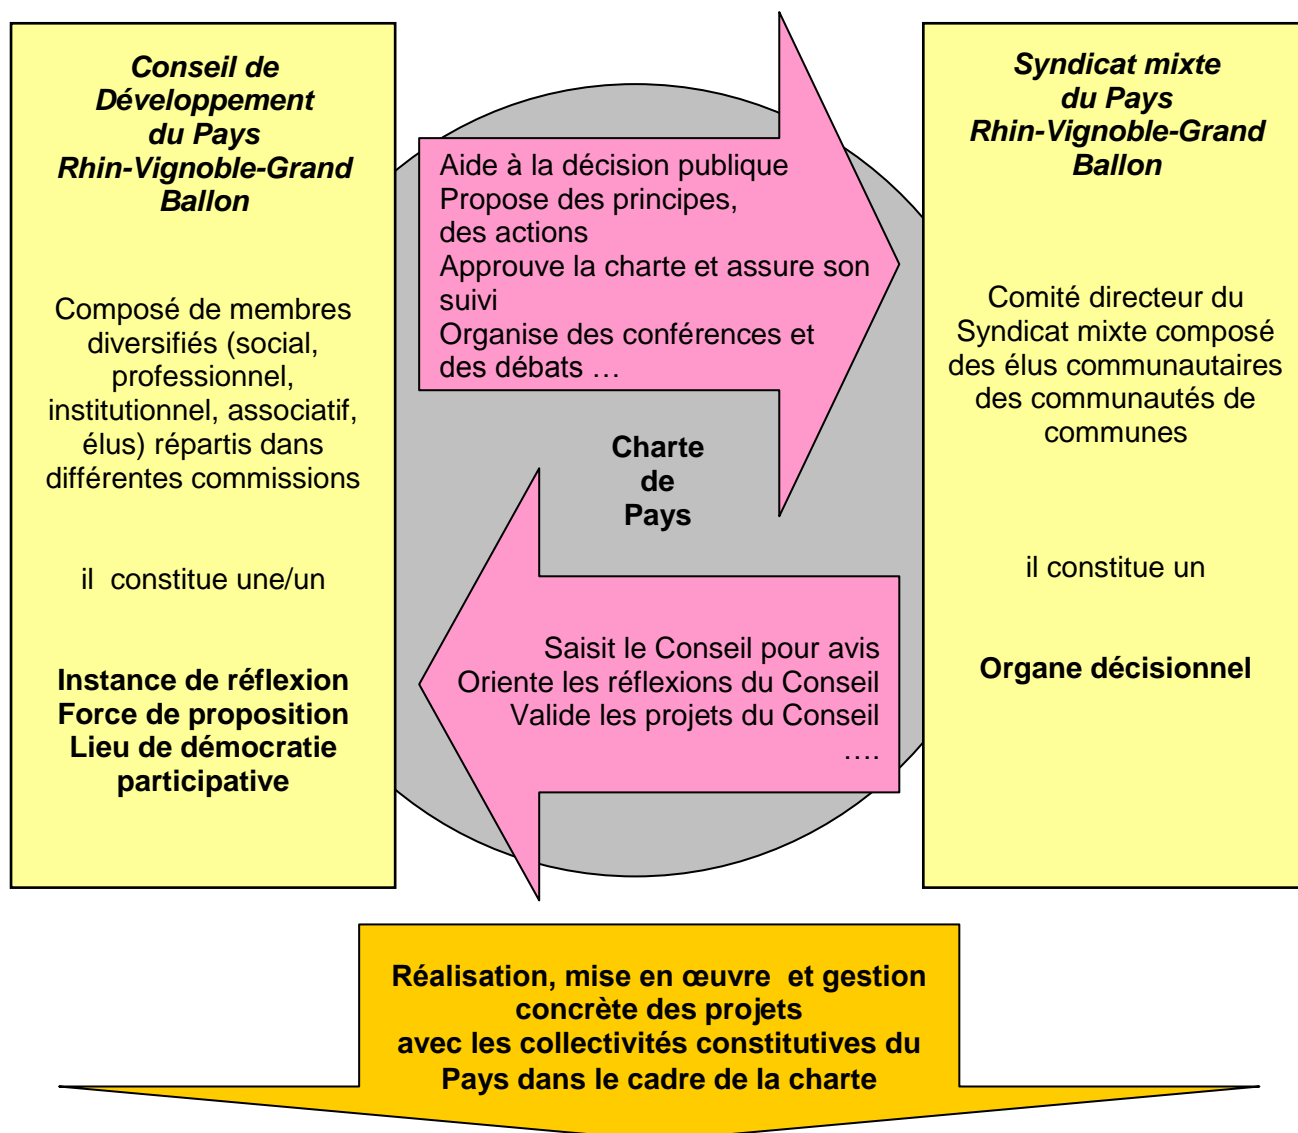 Conseil de
Développement
du Pays
Rhin-Vignoble-Grand
Ballon
Composé de membres
diversifiés (social,
professionnel,
institutionnel, associatif,
élus) répartis dans
différentes commissions
il constitue une/un
Instance de réflexion
Force de proposition
Lieu de démocratie
participative
Aide à la décision publique
Propose des principes,
des actions
Approuve la charte et assure son
suivi
Organise des conférences et
des débats …
Charte
de
Pays
Saisit le Conseil pour avis
Oriente les réflexions du Conseil
Valide les projets du Conseil
….
Syndicat mixte
du Pays
Rhin-Vignoble-Grand
Ballon
Comité directeur du
Syndicat mixte composé
des élus communautaires
des communautés de
communes
il constitue un
Organe décisionnel
Réalisation, mise en œuvre et gestion
concrète des projets
avec les collectivités constitutives du
Pays dans le cadre de la charte